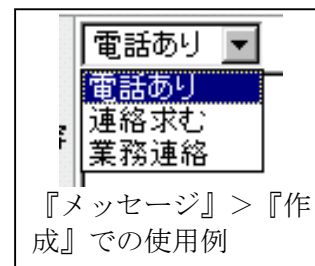 電話あり
電話あり
連絡求む
業務連絡
『メッセージ』＞『作
成』での使用例